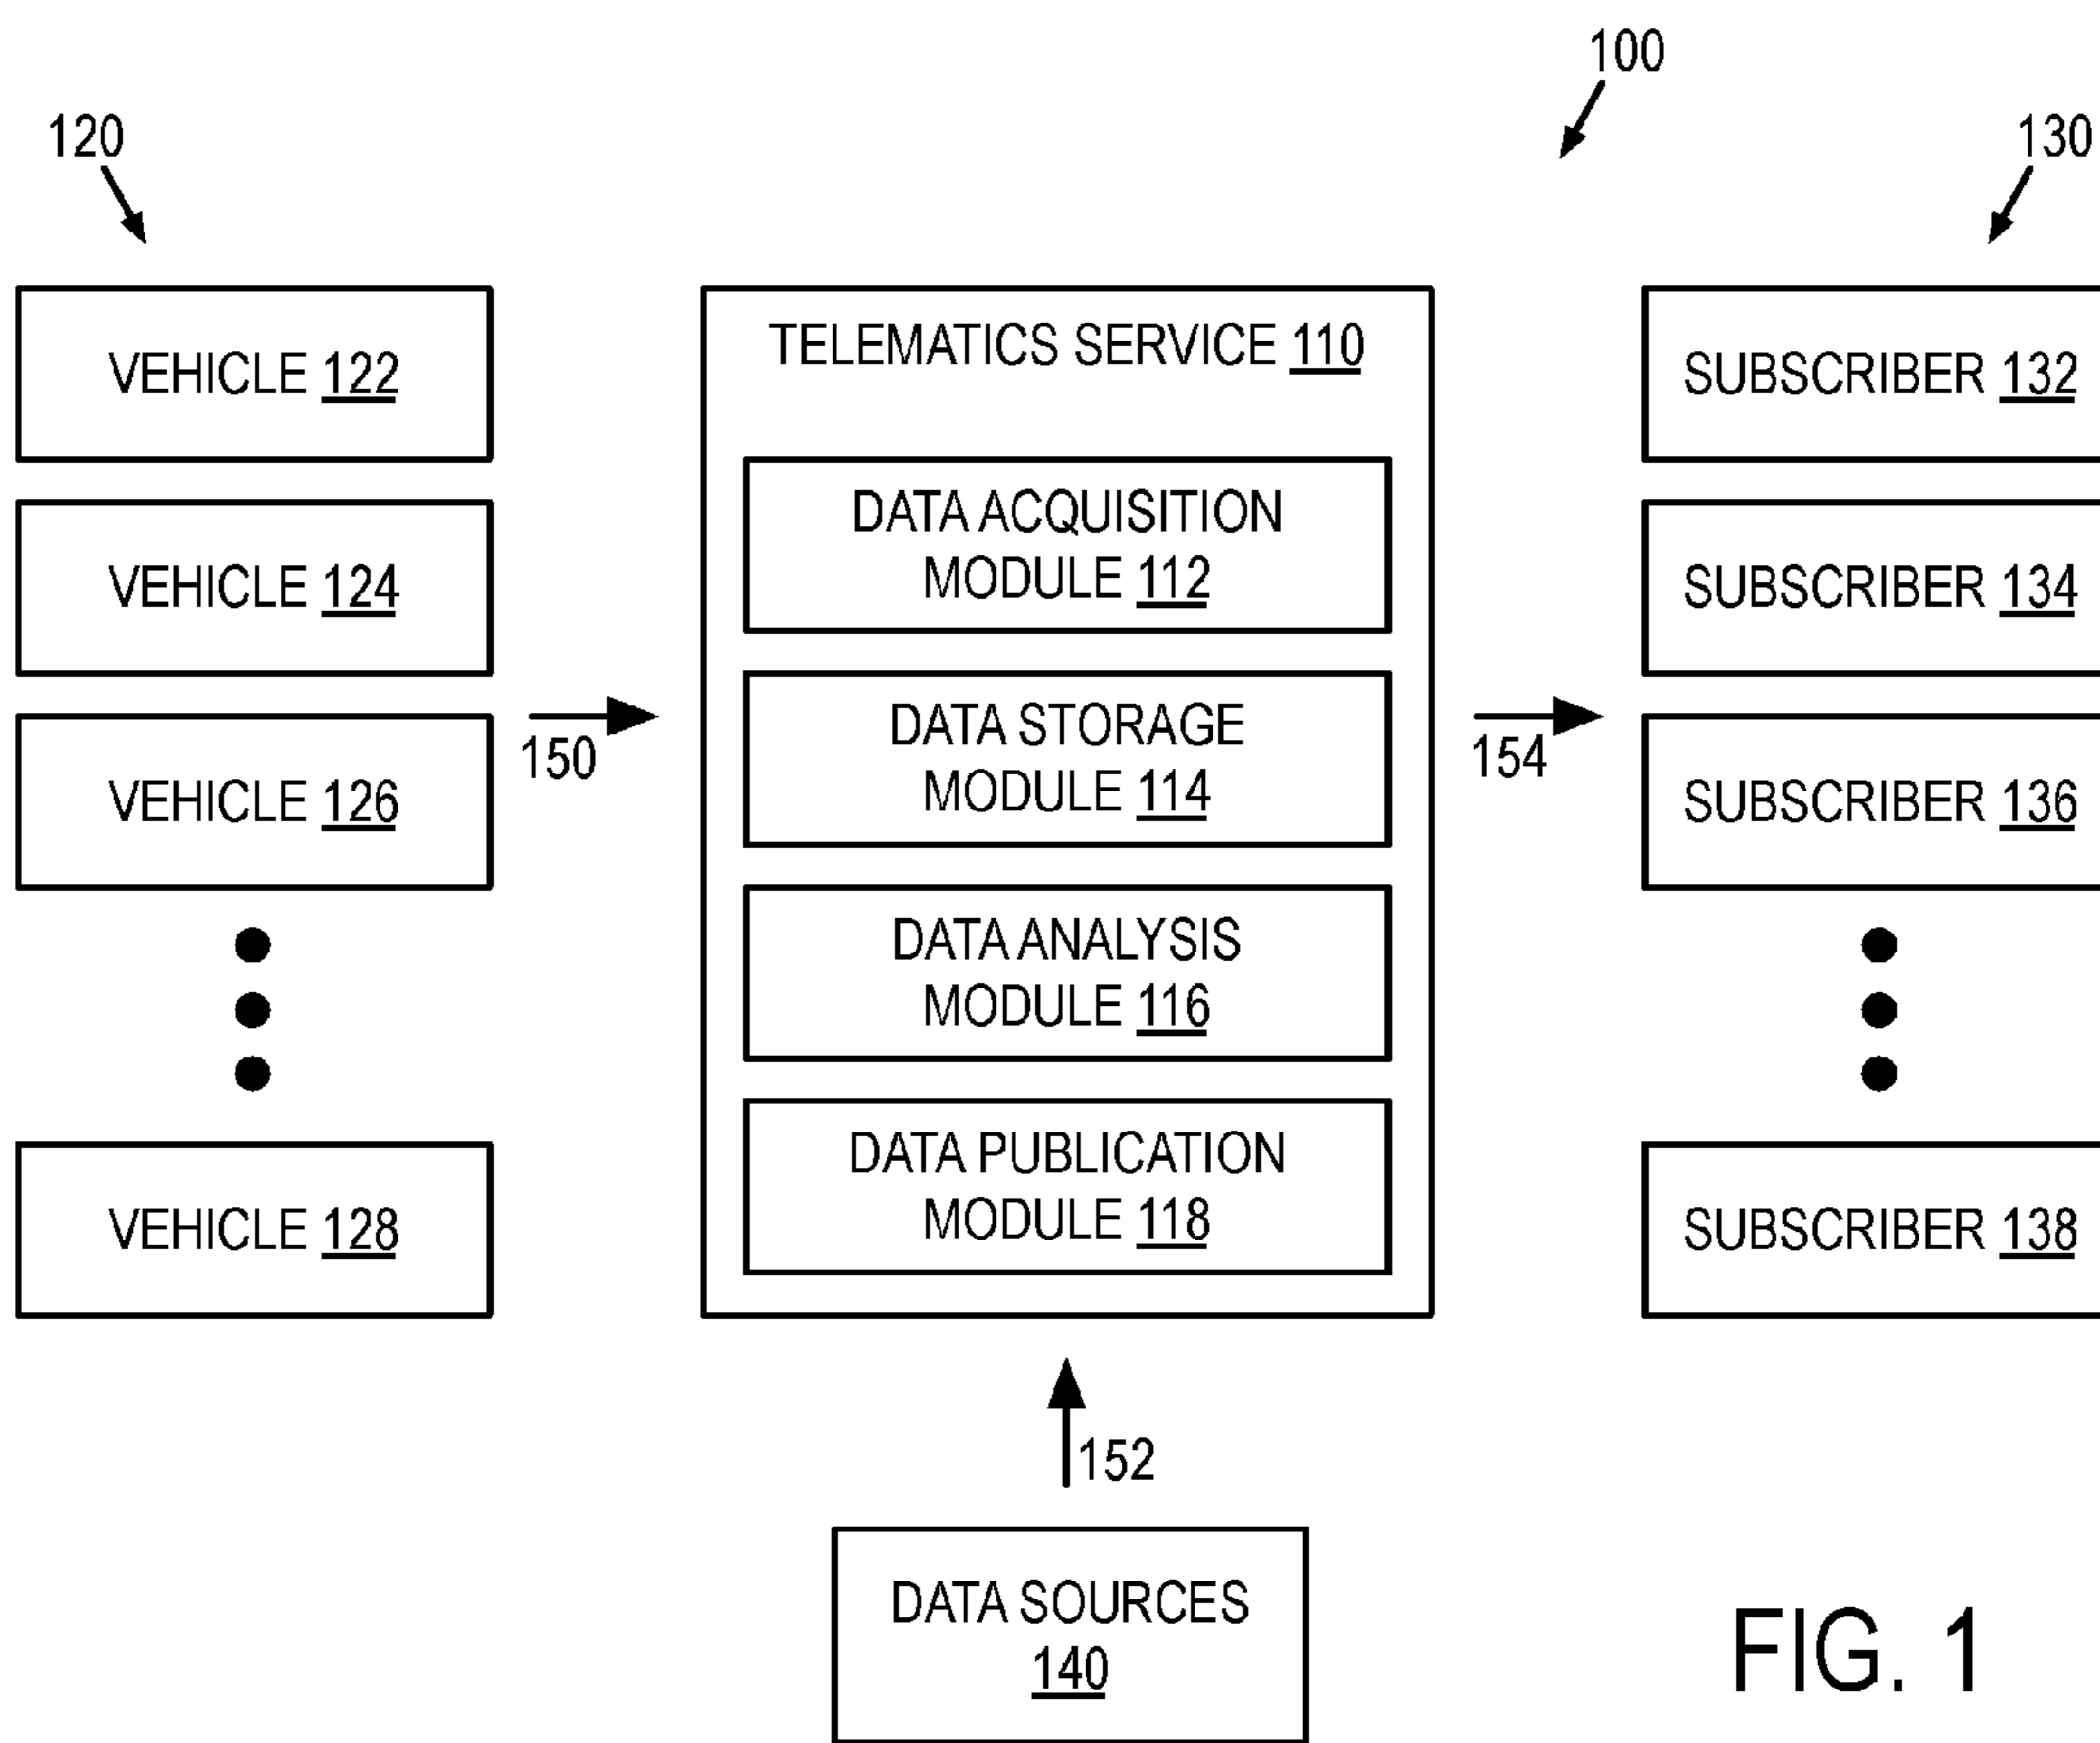 100
120
130
VEHICLE 122
VEHICLE 124
VEHICLE 126
VEHICLE 128
150
TELEMATICS SERVICE 110
DATA ACQUISITION
MODULE 112
DATA STORAGE
MODULE 114
DATA ANALYSIS
MODULE 116
DATA PUBLICATION
MODULE 118
154
SUBSCRIBER 132
SUBSCRIBER 134
SUBSCRIBER 136
SUBSCRIBER 138
152
DATA SOURCES
140
FIG. 1